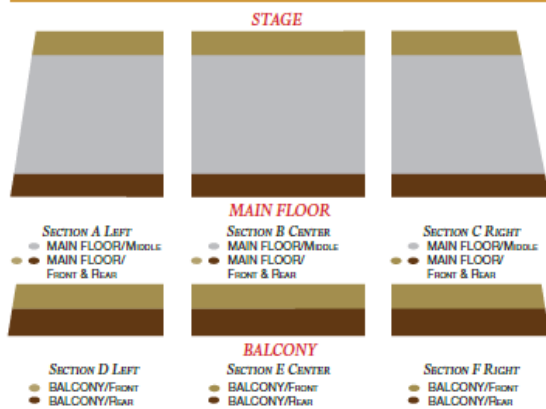 STAGE
MAIN FLOOR
SECTION A LEFT
MAIN FLOOR/MIDDLE
MAIN FLOOR/
FRONT & REAR
SECTION B CENTER
MAIN FLOOR/MIDDLE
MAIN FLOOR/
FRONT & REAR
SECTION C RIGHT
MAIN FLOOR/MIDDLE
MAIN FLOOR/
FRONT & REAR
BALCONY
SECTION D LEFT
BALCONY/FRONT
BALCONY/REAR
SECTION E CENTER
BALCONY/FRONT
BALCONY/REAR
SECTION F RIGHT
BALCONY/FRONT
BALCONY/REAR